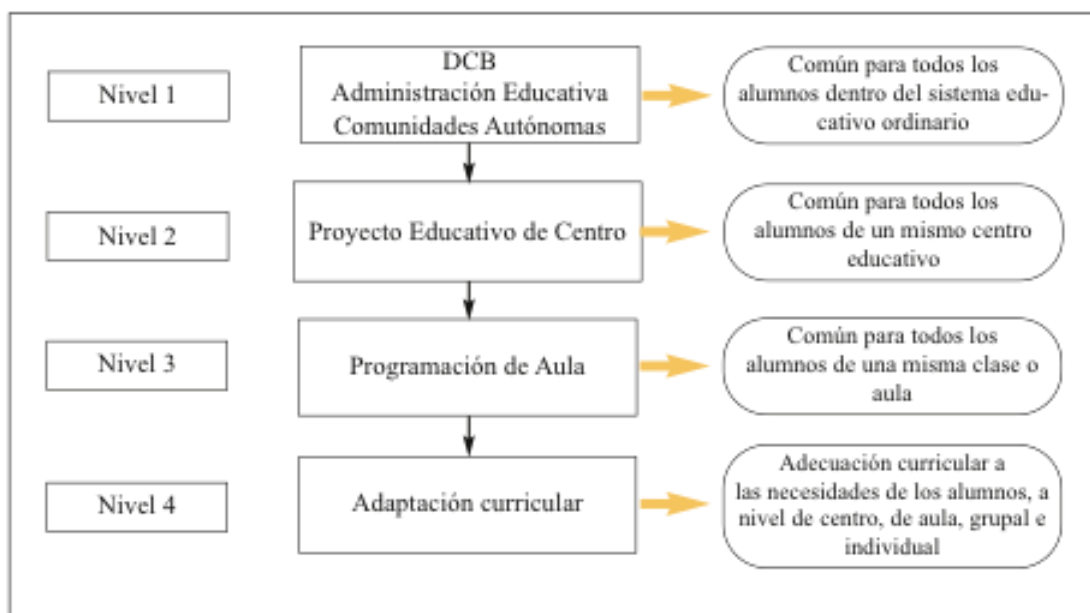 Nivel 1
DCB
Administración Educativa
Comunidades Autónomas
Común para todos los
alumnos dentro del sistema edu-
cativo ordinario
Nivel 2
Proyecto Educativo de Centro
Común para todos los
alumnos de un mismo centro
educativo
Nivel 3
Programación de Aula
Común para todos los
alumnos de una misma clase o
aula
Nivel 4
Adaptación curricular
Adecuación curricular a
las necesidades de los alumnos, a
nivel de centro, de aula, grupal e
individual